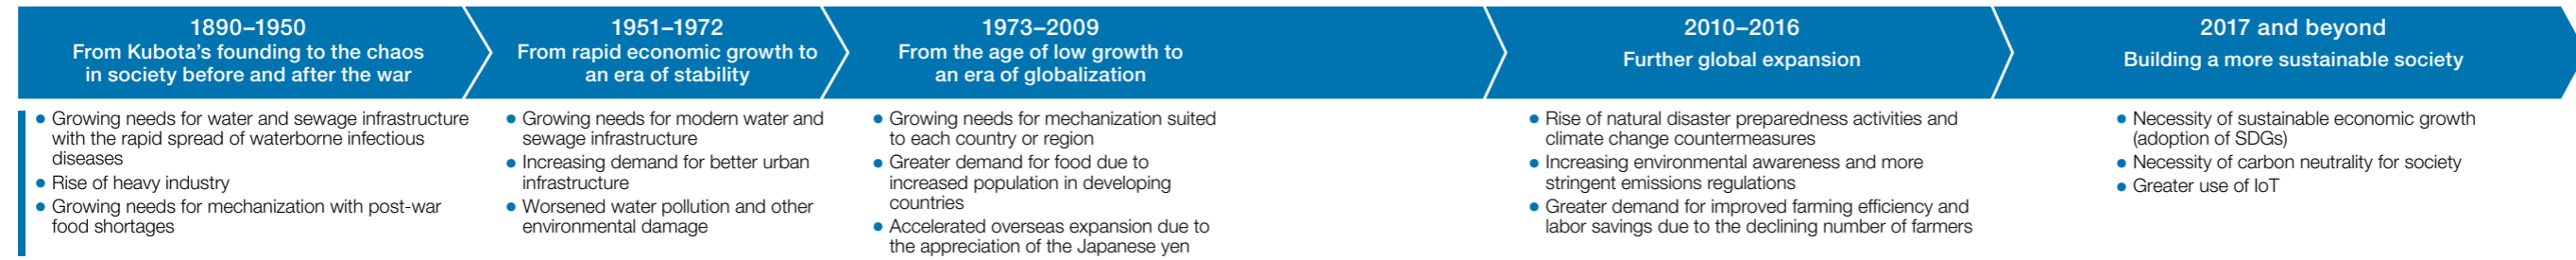 1890–1950
From Kubota's founding to the chaos
in society before and after the war
● Growing needs for water and sewage infrastructure
with the rapid spread of waterborne infectious
diseases
● Rise of heavy industry
● Growing needs for mechanization with post-war
food shortages
1951–1972
From rapid economic growth to
an era of stability
● Growing needs for modern water and
sewage infrastructure
● Increasing demand for better urban
infrastructure
● Worsened water pollution and other
environmental damage
1973–2009
From the age of low growth to
an era of globalization
● Growing needs for mechanization suited
to each country or region
● Greater demand for food due to
increased population in developing
countries
● Accelerated overseas expansion due to
the appreciation of the Japanese yen
2010–2016
Further global expansion
● Rise of natural disaster preparedness activities and
climate change countermeasures
● Increasing environmental awareness and more
stringent emissions regulations
● Greater demand for improved farming efficiency and
labor savings due to the declining number of farmers
2017 and beyond
Building a more sustainable society
● Necessity of sustainable economic growth
(adoption of SDGs)
● Necessity of carbon neutrality for society
● Greater use of IoT